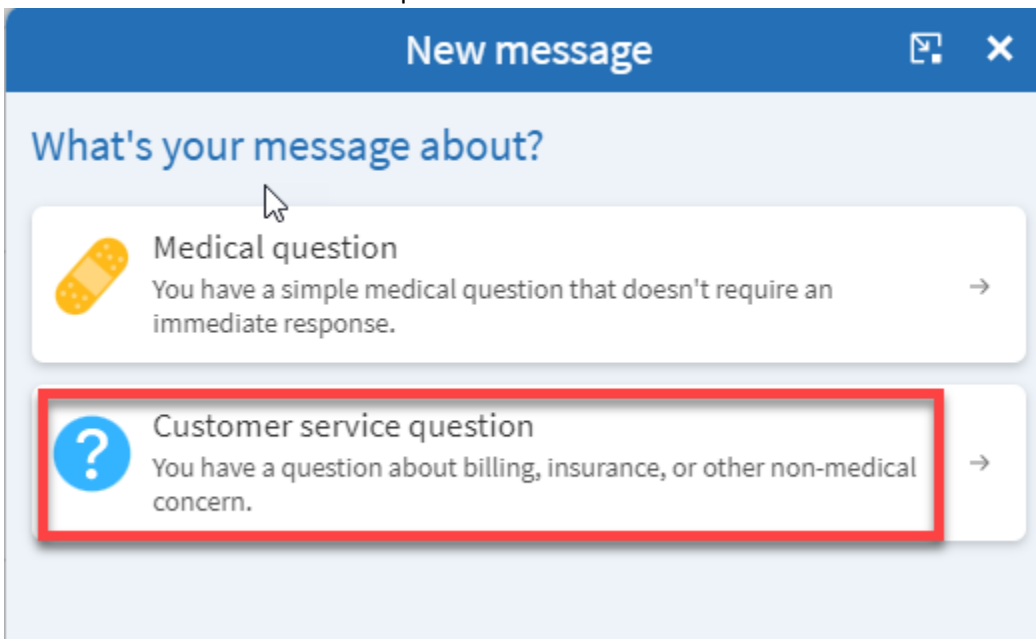 New message
What's your message about?
Medical question
You have a simple medical question that doesn't require an
immediate response.
Customer service question
You have a question about billing, insurance, or other non-medical
concern.